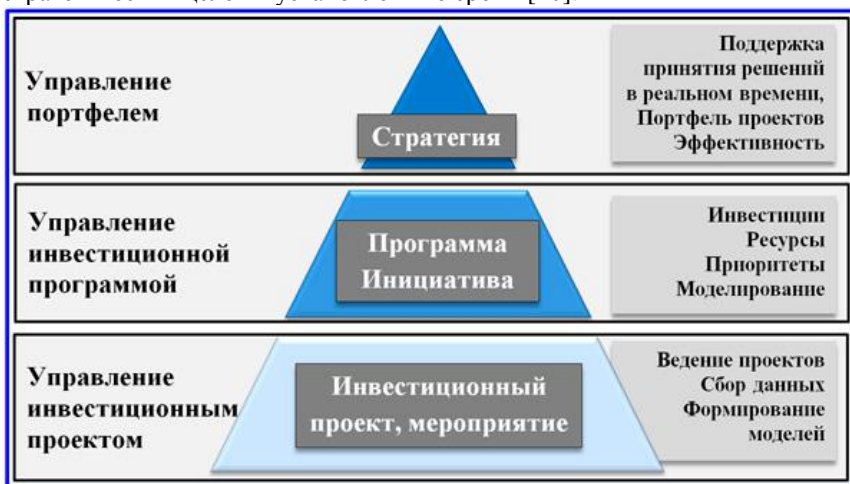 Управление
портфелем
Стратегия
Поддержка
принятия решений
в реальном времени,
Портфель проектов
Эффективность
Управление
инвестиционной
программой
Программа
Инициатива
Инвестиции
Ресурсы
Приоритеты
Моделирование
Управление
инвестиционным
проектом
Инвестиционный
проект, мероприятие
Ведение проектов
Сбор данных
Формирование
моделей